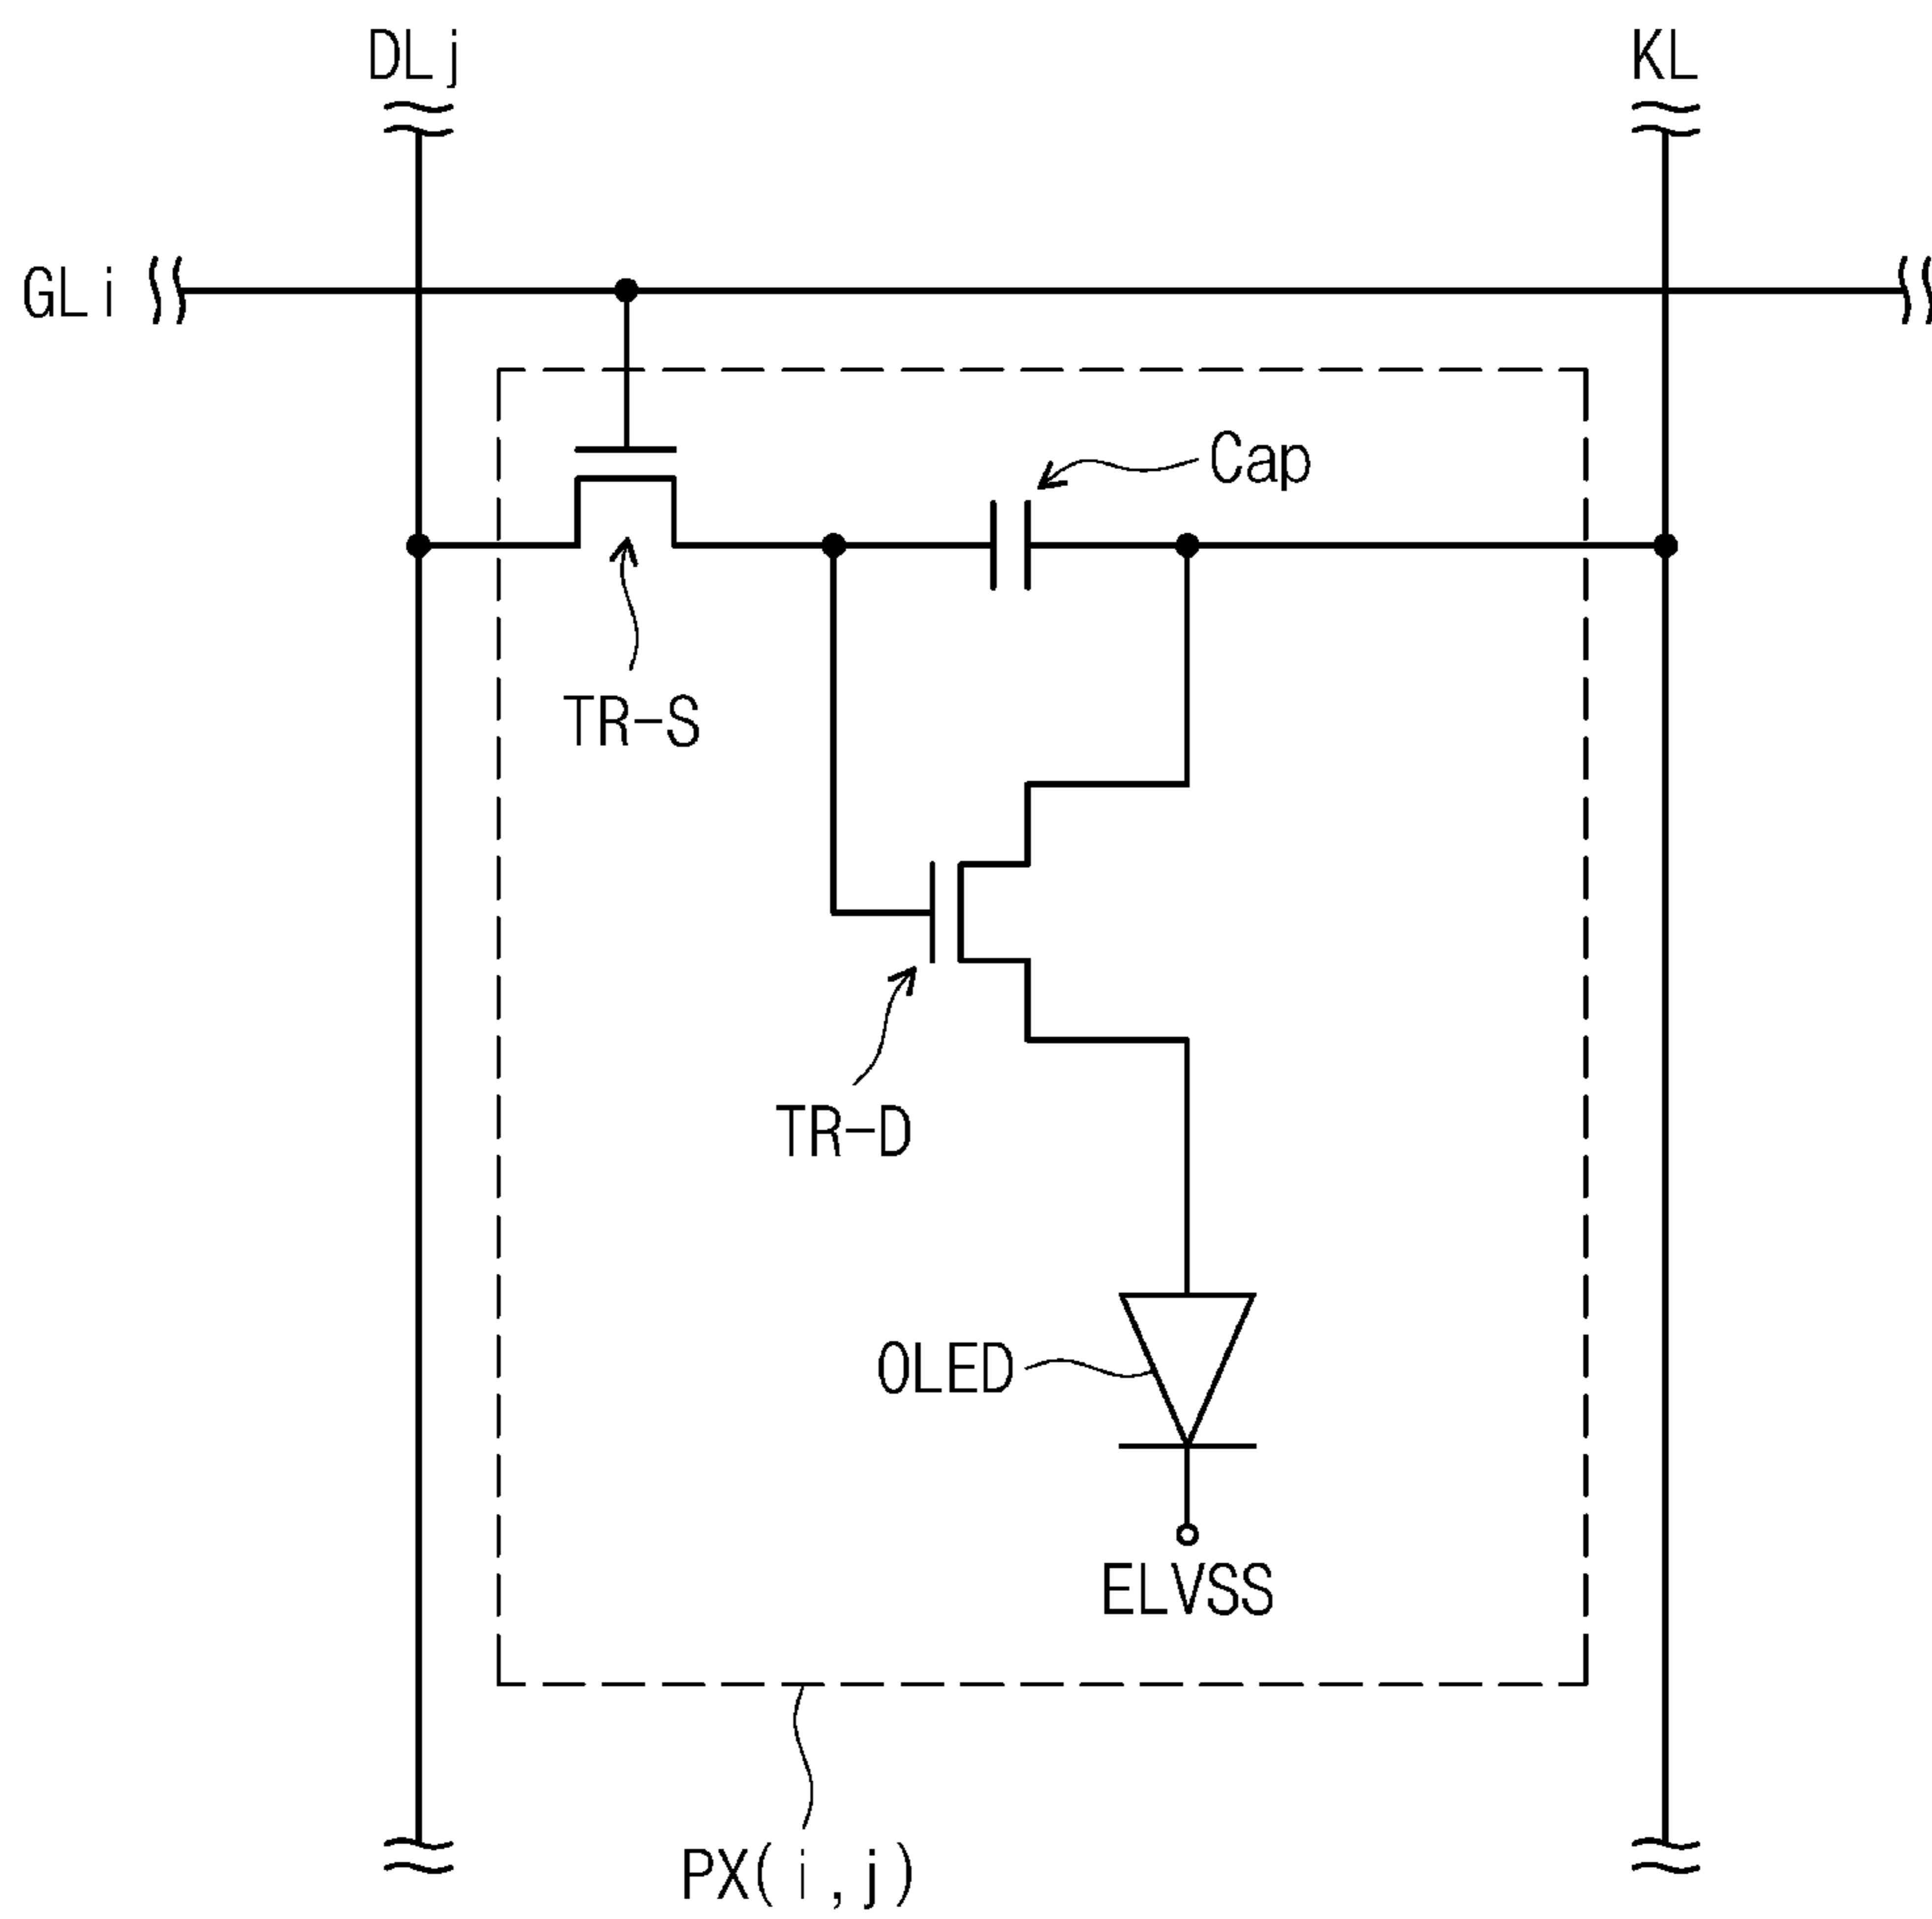 DLj
KL
GLi
Cap
TR-S
TR-D
OLED
ELVSS
PX(i,j)